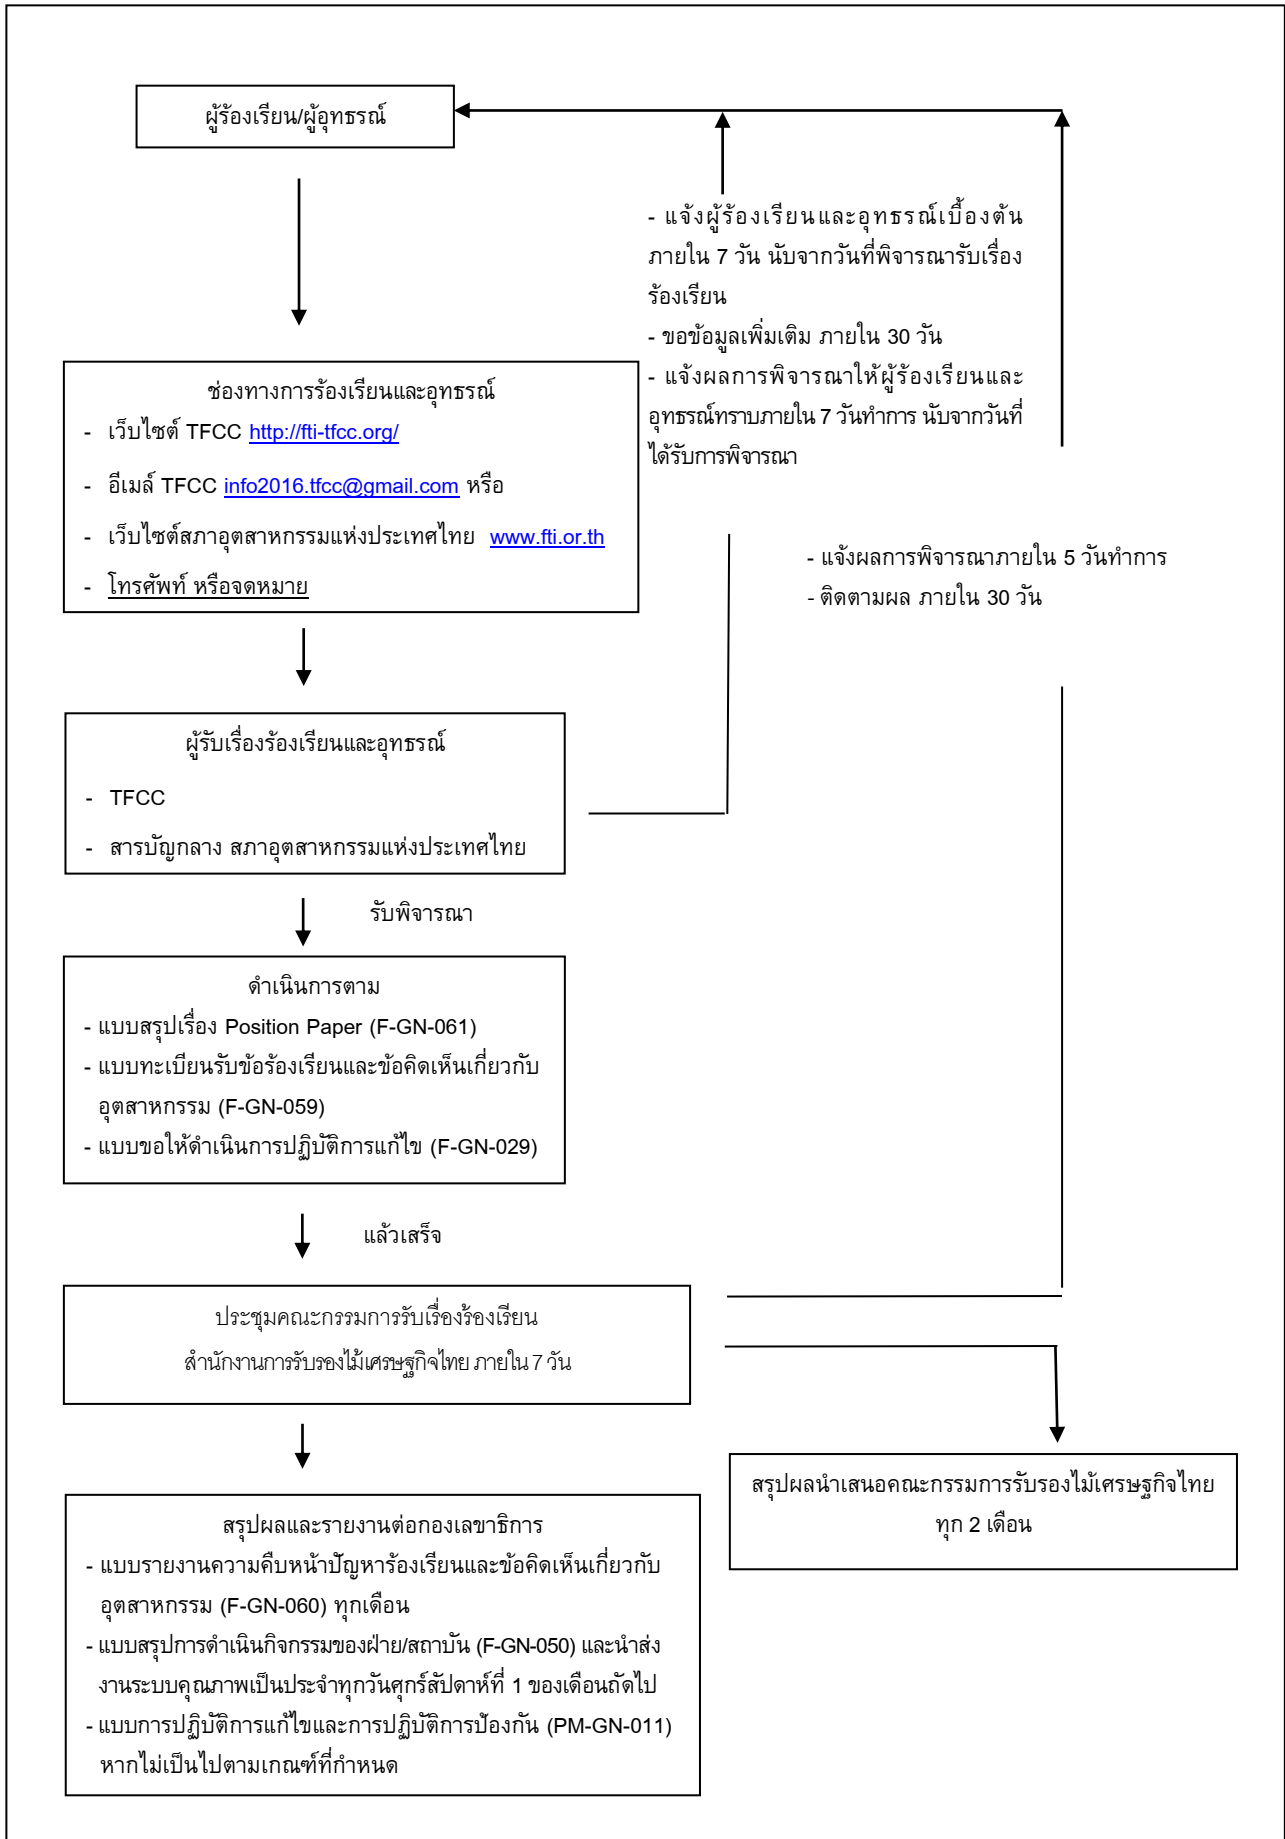 ผู้ร้องเรียน/ผู้อุทธรณ์
- แจ้งผู้ร้องเรียนและอุทธรณ์เบื้องต้น
ภายใน 7 วัน นับจากวันที่พิจารณารับเรื่อง
ร้องเรียน
- ขอข้อมูลเพิ่มเติม ภายใน 30 วัน
- แจ้งผลการพิจารณาให้ผู้ร้องเรียนและ
อุทธรณ์ทราบภายใน 7 วันทำการ นับจากวันที่
ได้รับการพิจารณา
ช่องทางการร้องเรียนและอุทธรณ์
- เว็บไซต์ TFCC http://fti-tfcc.org/
- อีเมล์ TFCC info2016.tfcc@gmail.com หรือ
- เว็บไซต์สภาอุตสาหกรรมแห่งประเทศไทย www.fti.or.th
- โทรศัพท์ หรือจดหมาย
- แจ้งผลการพิจารณาภายใน 5 วันทำการ
- ติดตามผล ภายใน 30 วัน
ผู้รับเรื่องร้องเรียนและอุทธรณ์
- TFCC
- สารบัญกลาง สภาอุตสาหกรรมแห่งประเทศไทย
รับพิจารณา
ดำเนินการตาม
- แบบสรุปเรื่อง Position Paper (F-GN-061)
- แบบทะเบียนรับข้อร้องเรียนและข้อคิดเห็นเกี่ยวกับ
อุตสาหกรรม (F-GN-059)
- แบบขอให้ดำเนินการปฏิบัติการแก้ไข (F-GN-029)
แล้วเสร็จ
ประชุมคณะกรรมการรับเรื่องร้องเรียน
สำนักงานการรับรองไม้เศรษฐกิจไทย ภายใน 7 วัน
สรุปผลนำเสนอคณะกรรมการรับรองไม้เศรษฐกิจไทย
ทุก 2 เดือน
สรุปผลและรายงานต่อกองเลขาธิการ
- แบบรายงานความคืบหน้าปัญหาร้องเรียนและข้อคิดเห็นเกี่ยวกับ
อุตสาหกรรม (F-GN-060) ทุกเดือน
- แบบสรุปการดำเนินกิจกรรมของฝ่าย/สถาบัน (F-GN-050) และนำส่ง
งานระบบคุณภาพเป็นประจำทุกวันศุกร์สัปดาห์ที่ 1 ของเดือนถัดไป
- แบบการปฏิบัติการแก้ไขและการปฏิบัติการป้องกัน (PM-GN-011)
หากไม่เป็นไปตามเกณฑ์ที่กำหนด